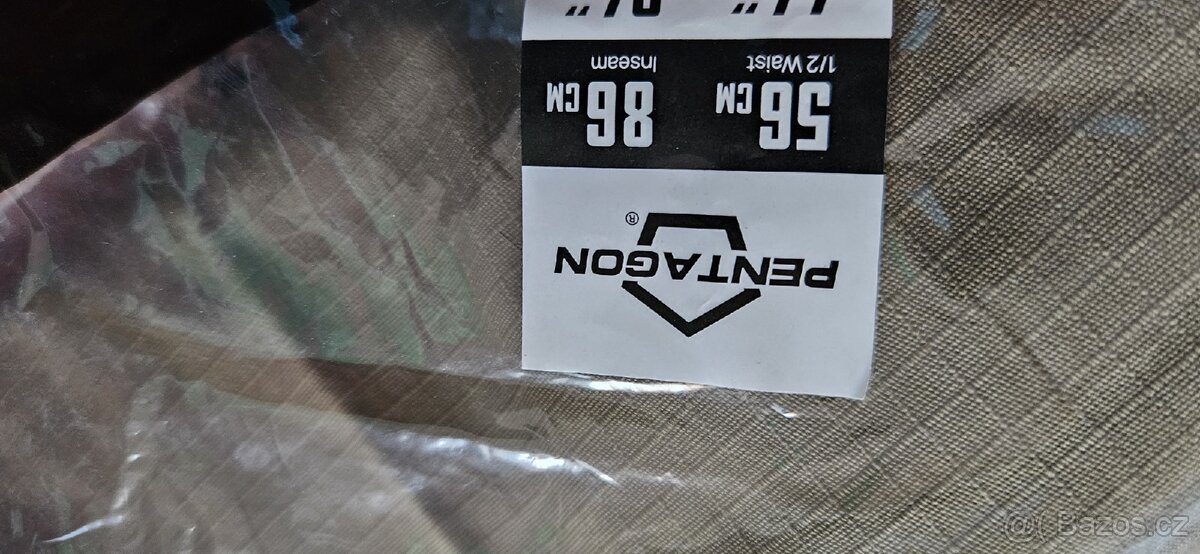 PENTAGON
®
56 CM 86 CM
1/2 Waist Inseam
Bazos.cz